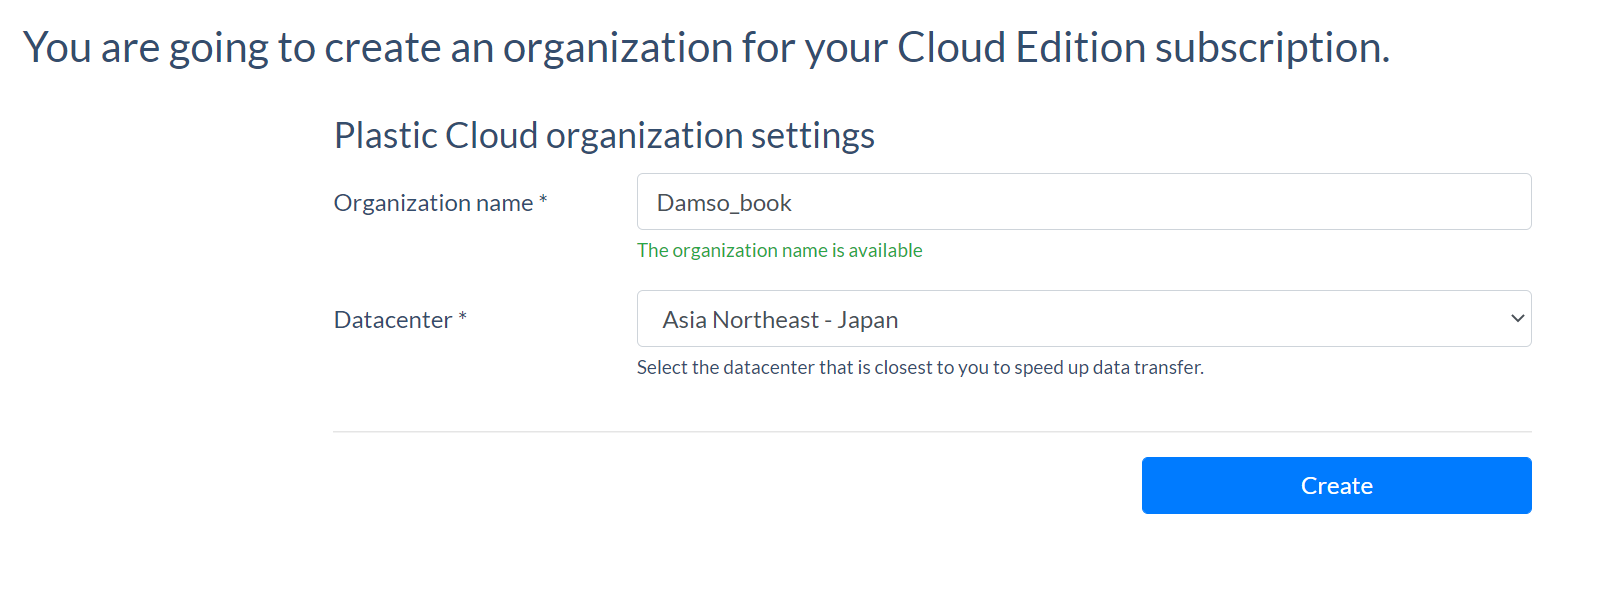 You are going to create an organization for your Cloud Edition subscription.
Plastic Cloud organization settings
Organization name *
Damso_book
The organization name is available
Datacenter *
Asia Northeast - Japan
Select the datacenter that is closest to you to speed up data transfer.
Create